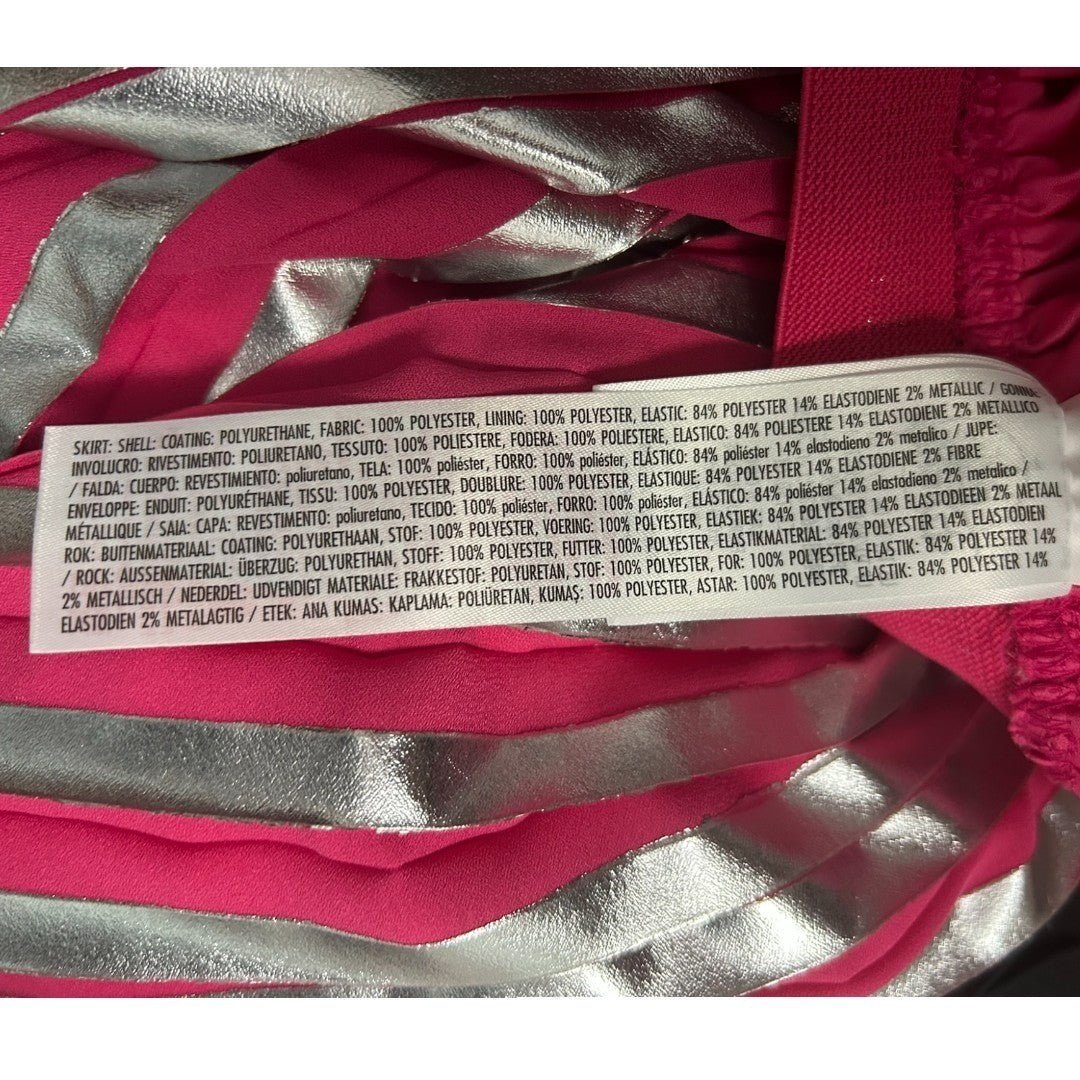 SKIRT: SHELL: COATING: POLYURETHANE, FABRIC: 100% POLYESTER, LINING: 100% POLYESTER, ELASTIC: 84% POLYESTER 14% ELASTODIENE 2% METALLIC / GONNA:
INVOLUCRO: RIVESTIMENTO: POLIURETANO, TESSUTO: 100% POLIESTERE, FODERA: 100% POLIESTERE, ELASTICO: 84% POLIESTERE 14% ELASTODIENE 2% METALLICO
/ FALDA: CUERPO: REVESTIMIENTO: poliuretano, TELA: 100% poliéster, FORRO: 100% poliéster, ELÁSTICO: 84% poliéster 14% elastodieno 2% metalico / JUPE:
ENVELOPPE: ENDUIT: POLYURÉTHANE, TISSU: 100% POLYESTER, DOUBLURE: 100% POLYESTER, ELASTIQUE: 84% POLYESTER 14% ELASTODIENE 2% FIBRE
MÉTALLIQUE / SAIA: CAPA: REVESTIMENTO: poliuretano, TECIDO: 100% poliéster, FORRO: 100% poliéster, ELÁSTICO: 84% poliéster 14% elastodieno 2% metalico /
ROK: BUITENMATERIAAL: COATING: POLYURETHAAN, STOF: 100% POLYESTER, VOERING: 100% POLYESTER, ELASTIEK: 84% POLYESTER 14% ELASTODIEEN 2% METAAL
/ ROCK: AUSSENMATERIAL: ÜBERZUG: POLYURETHAN, STOFF: 100% POLYESTER, FUTTER: 100% POLYESTER, ELASTIKMATERIAL: 84% POLYESTER 14% ELASTODIEN
2% METALLISCH / NEDERDEL: UDVENDIGT MATERIALE: FRAKKESTOF: POLYURETAN, STOF: 100% POLYESTER, FOR: 100% POLYESTER, ELASTIK: 84% POLYESTER 14%
ELASTODIEN 2% METALAGTIG / ETEK: ANA KUMAS: KAPLAMA: POLIÜRETAN, KUMAŞ: 100% POLYESTER, ASTAR: 100% POLYESTER, ELASTIK: 84% POLYESTER 14%